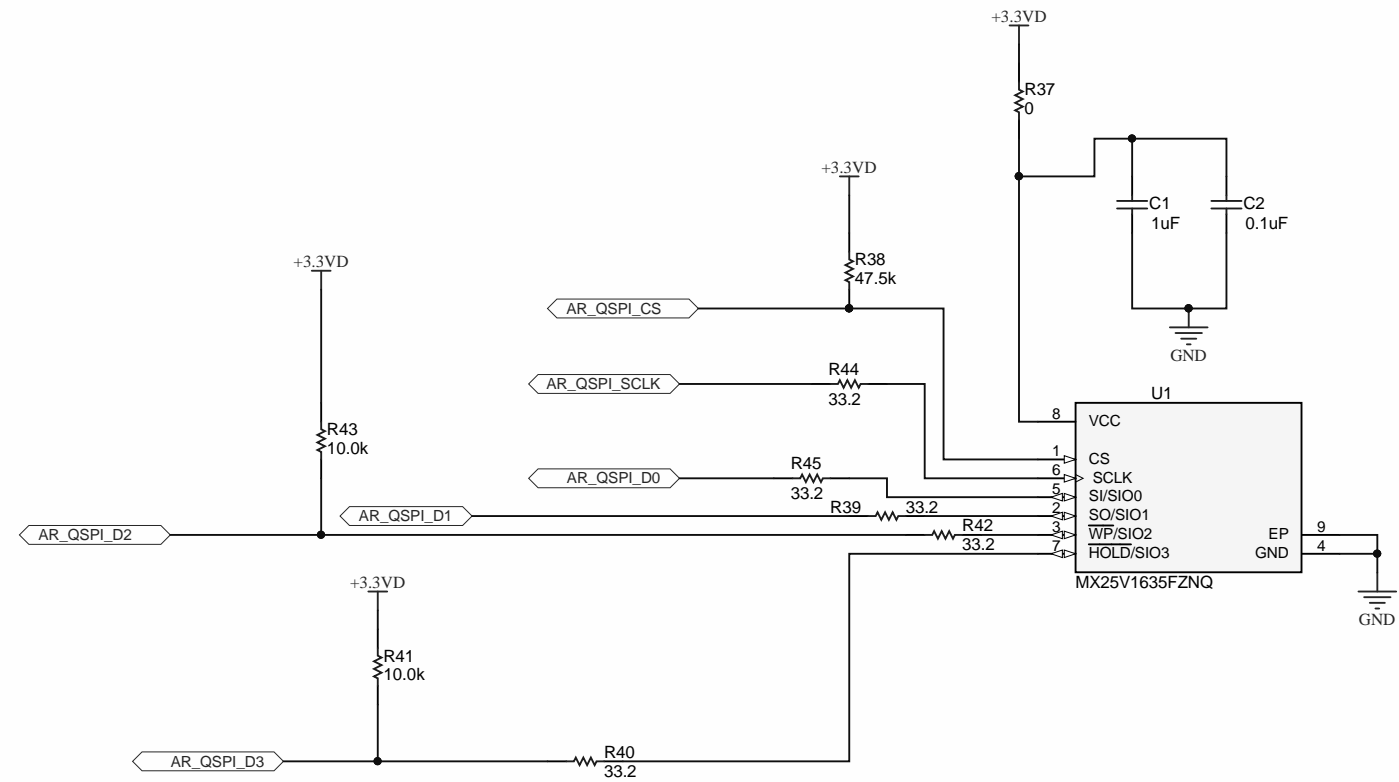 +3.3VD
R37
0
+3.3VD
C1
1uF
C2
0.1uF
R38
47.5k
+3.3VD
AR_QSPI_CS
GND
R44
AR_QSPI_SCLK
33.2
U1
8 VCC
R43
10.0k
1 CS
R45
AR_QSPI_D0
6 SCLK
33.2
5 SI/SIO0
AR_QSPI_D1
R39 33.2
2 SO/SIO1
AR_QSPI_D2
R42
33.2
3 WP/SIO2
EP 9
7 HOLD/SIO3
GND 4
+3.3VD
MX25V1635FZNQ
GND
R41
10.0k
AR_QSPI_D3
R40
33.2